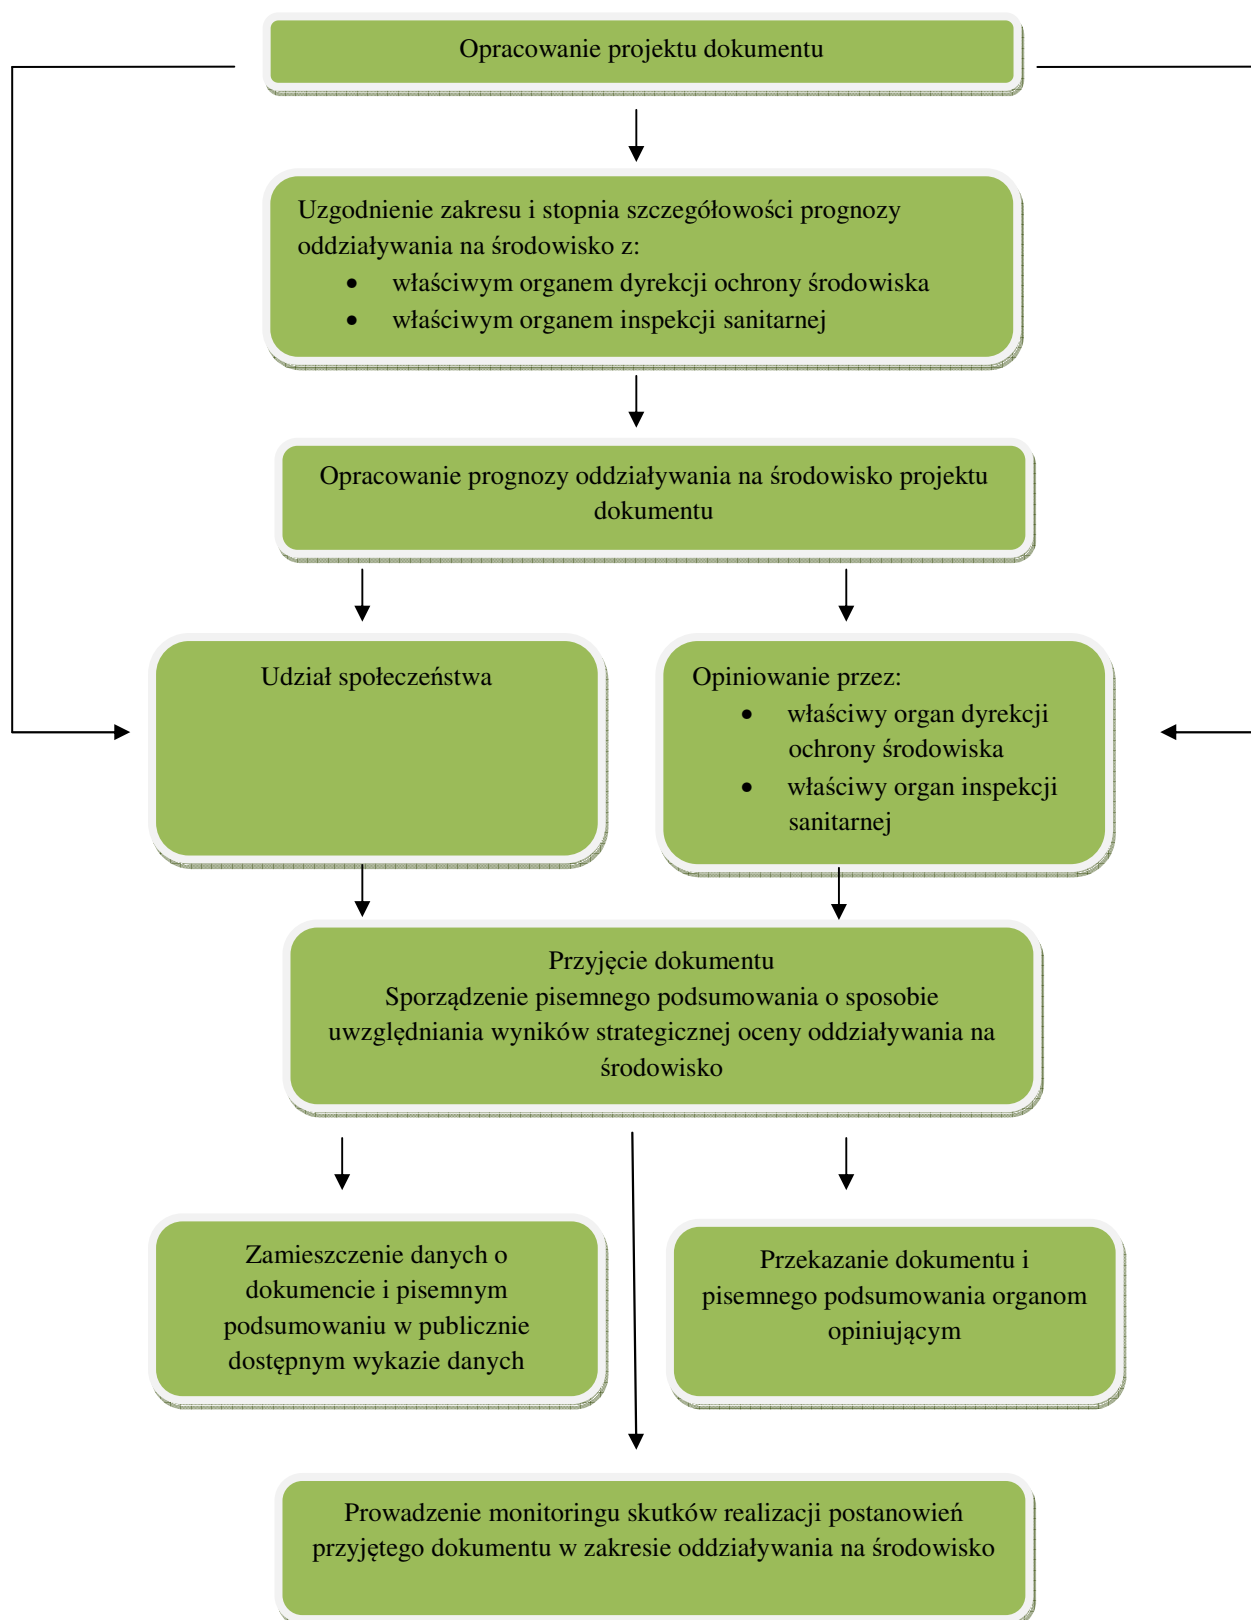 Opracowanie projektu dokumentu
Uzgodnienie zakresu i stopnia szczegółowości prognozy
oddziaływania na środowisko z:
• właściwym organem dyrekcji ochrony środowiska
• właściwym organem inspekcji sanitarnej
Opracowanie prognozy oddziaływania na środowisko projektu
dokumentu
Udział społeczeństwa
Opiniowanie przez:
• właściwy organ dyrekcji
ochrony środowiska
• właściwy organ inspekcji
sanitarnej
Przyjęcie dokumentu
Sporządzenie pisemnego podsumowania o sposobie
uwzględniania wyników strategicznej oceny oddziaływania na
środowisko
Zamieszczenie danych o
dokumencie i pisemnym
podsumowaniu w publicznie
dostępnym wykazie danych
Przekazanie dokumentu i
pisemnego podsumowania organom
opiniującym
Prowadzenie monitoringu skutków realizacji postanowień
przyjętego dokumentu w zakresie oddziaływania na środowisko